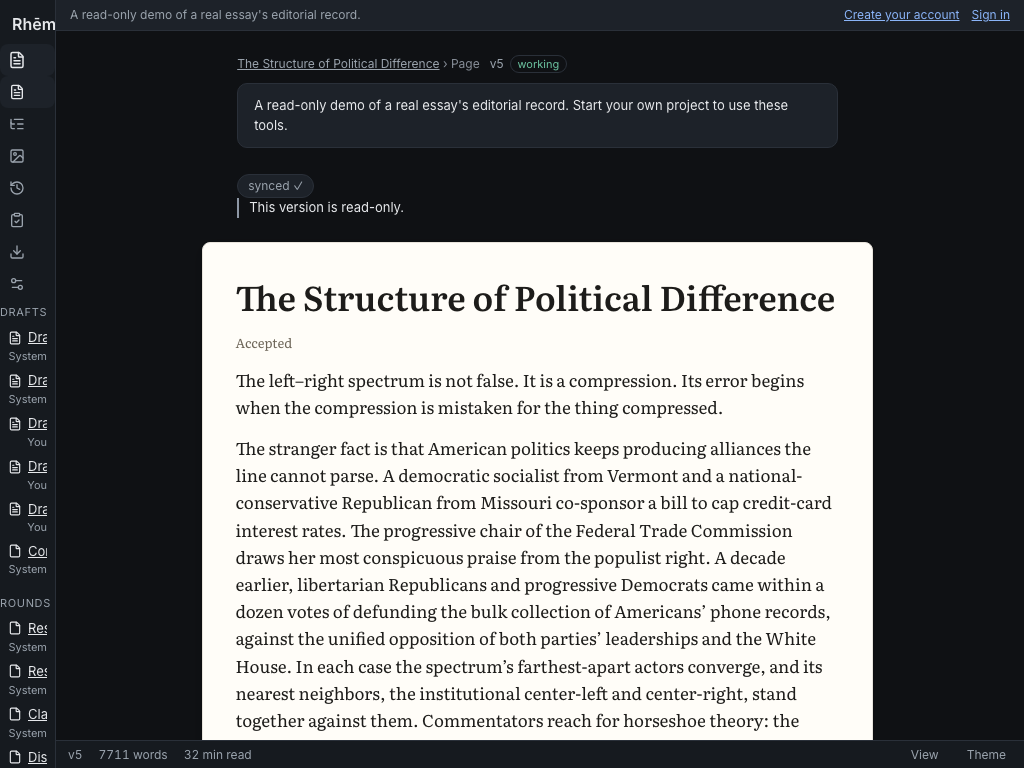 Rhēm
A read-only demo of a real essay's editorial record.
Create your account
Sign in
The Structure of Political Difference › Page v5 working
A read-only demo of a real essay's editorial record. Start your own project to use these
tools.
synced ✓
This version is read-only.
DRAFTS
Dra
System
Dra
System
Dra
You
Dra
You
Dra
You
Cor
System
ROUNDS
Res
System
Res
System
Cla
System
Dis
The Structure of Political Difference
Accepted
The left–right spectrum is not false. It is a compression. Its error begins
when the compression is mistaken for the thing compressed.
The stranger fact is that American politics keeps producing alliances the
line cannot parse. A democratic socialist from Vermont and a national-
conservative Republican from Missouri co-sponsor a bill to cap credit-card
interest rates. The progressive chair of the Federal Trade Commission
draws her most conspicuous praise from the populist right. A decade
earlier, libertarian Republicans and progressive Democrats came within a
dozen votes of defunding the bulk collection of Americans’ phone records,
against the unified opposition of both parties’ leaderships and the White
House. In each case the spectrum’s farthest-apart actors converge, and its
nearest neighbors, the institutional center-left and center-right, stand
together against them. Commentators reach for horseshoe theory: the
v5 7711 words 32 min read
View
Theme